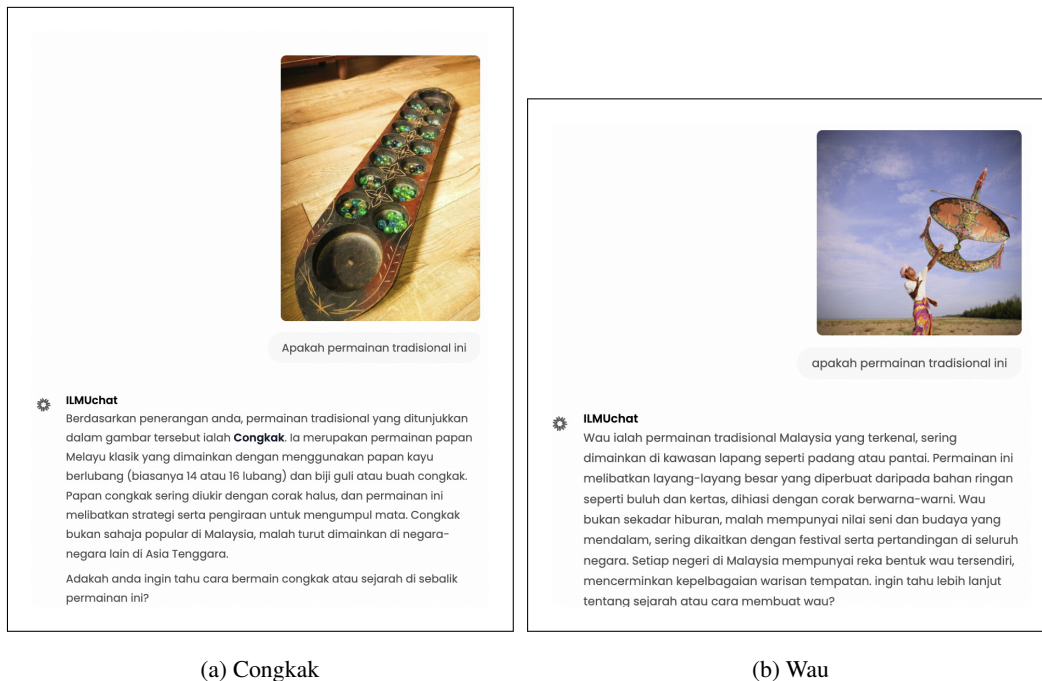 Apakah permainan tradisional ini
ILMUchat
Berdasarkan penerangan anda, permainan tradisional yang ditunjukkan
dalam gambar tersebut ialah Congkak. Ia merupakan permainan papan
Melayu klasik yang dimainkan dengan menggunakan papan kayu
berlubang (biasanya 14 atau 16 lubang) dan biji guli atau buah congkak.
Papan congkak sering diukir dengan corak halus, dan permainan ini
melibatkan strategi serta pengiraan untuk mengumpul mata. Congkak
bukan sahaja popular di Malaysia, malah turut dimainkan di negara-
negara lain di Asia Tenggara.
Adakah anda ingin tahu cara bermain congkak atau sejarah di sebalik
permainan ini?
(a) Congkak
apakah permainan tradisional ini
ILMUchat
Wau ialah permainan tradisional Malaysia yang terkenal, sering
dimainkan di kawasan lapang seperti padang atau pantai. Permainan ini
melibatkan layang-layang besar yang diperbuat daripada bahan ringan
seperti buluh dan kertas, dihiasi dengan corak berwarna-warni. Wau
bukan sekadar hiburan, malah mempunyai nilai seni dan budaya yang
mendalam, sering dikaitkan dengan festival serta pertandingan di seluruh
negara. Setiap negeri di Malaysia mempunyai reka bentuk wau tersendiri,
mencerminkan kepelbagaian warisan tempatan. ingin tahu lebih lanjut
tentang sejarah atau cara membuat wau?
(b) Wau